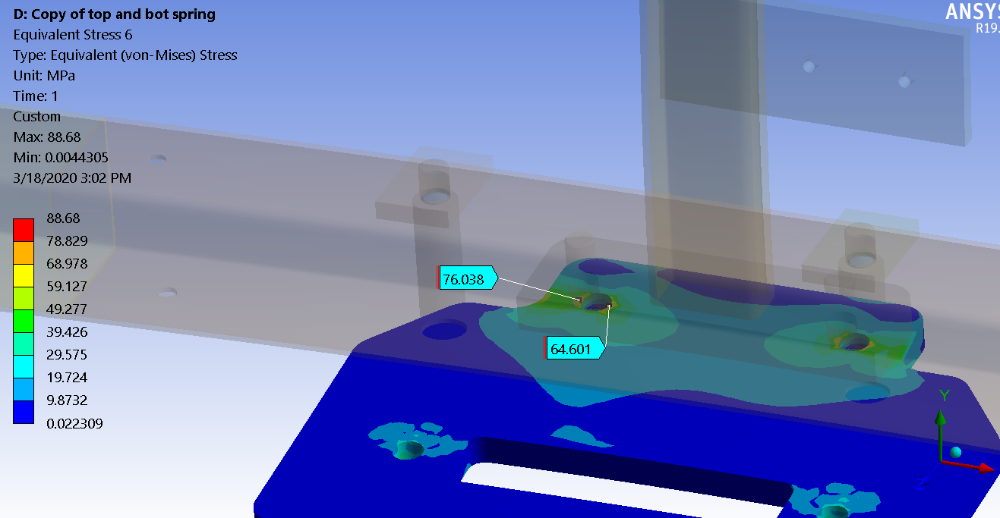 D: Copy of top and bot spring
Equivalent Stress 6
Type: Equivalent (von-Mises) Stress
Unit: MPa
Time: 1
Custom
Max: 88.68
Min: 0.0044305
3/18/2020 3:02 PM
ANSYS
R19.
88.68
78.829
68.978
59.127
49.277
39.426
29.575
19.724
9.8732
0.022309
76.038
64.601
Y